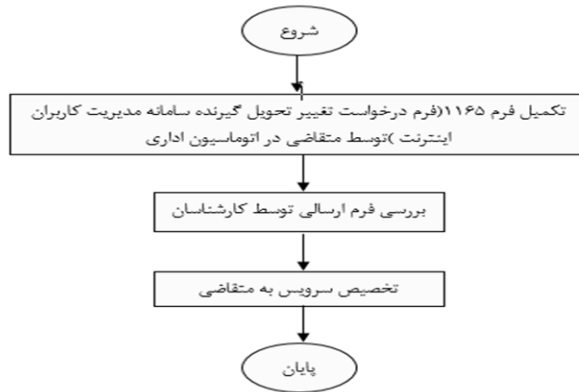 شروع
تکمیل فرم ۱۱۶۵(فرم درخواست تغییر تحویل گیرنده سامانه مدیریت کاربران
اینترنت )توسط متقاضی در اتوماسیون اداری
بررسی فرم ارسالی توسط کارشناسان
تخصیص سرویس به متقاضی
پایان